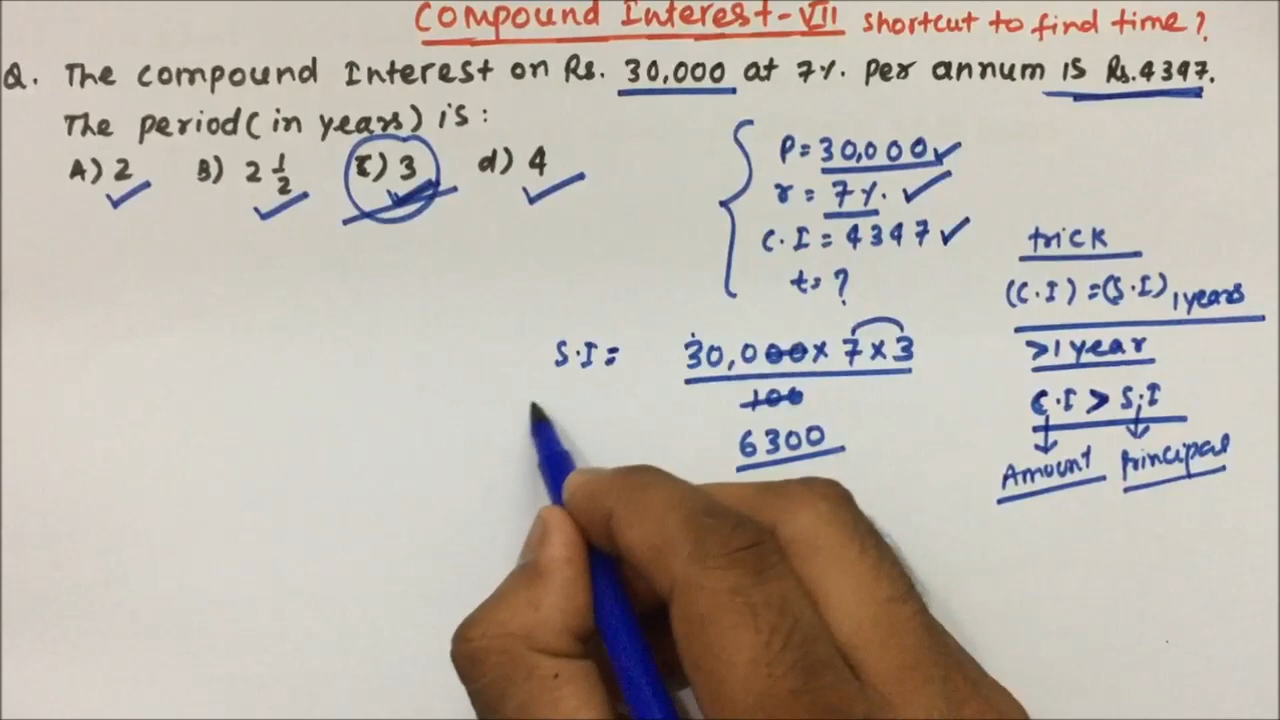 Compound Interest-VII shortcut to find time?
Q. The compound Interest on Rs. 30,000 at 7%. per annum is Rs.4347.
The period(in years) is:
A) 2 B) 2 1/2 C) 3 d) 4
P= 30,000
r = 7%.
C.I = 4347
t= ?
trick
(C.I) = (S.I) 1 years
>1 year
C.I > S.I
Amount Principal
S.I = 30,000 x 7 x 3
100
6300